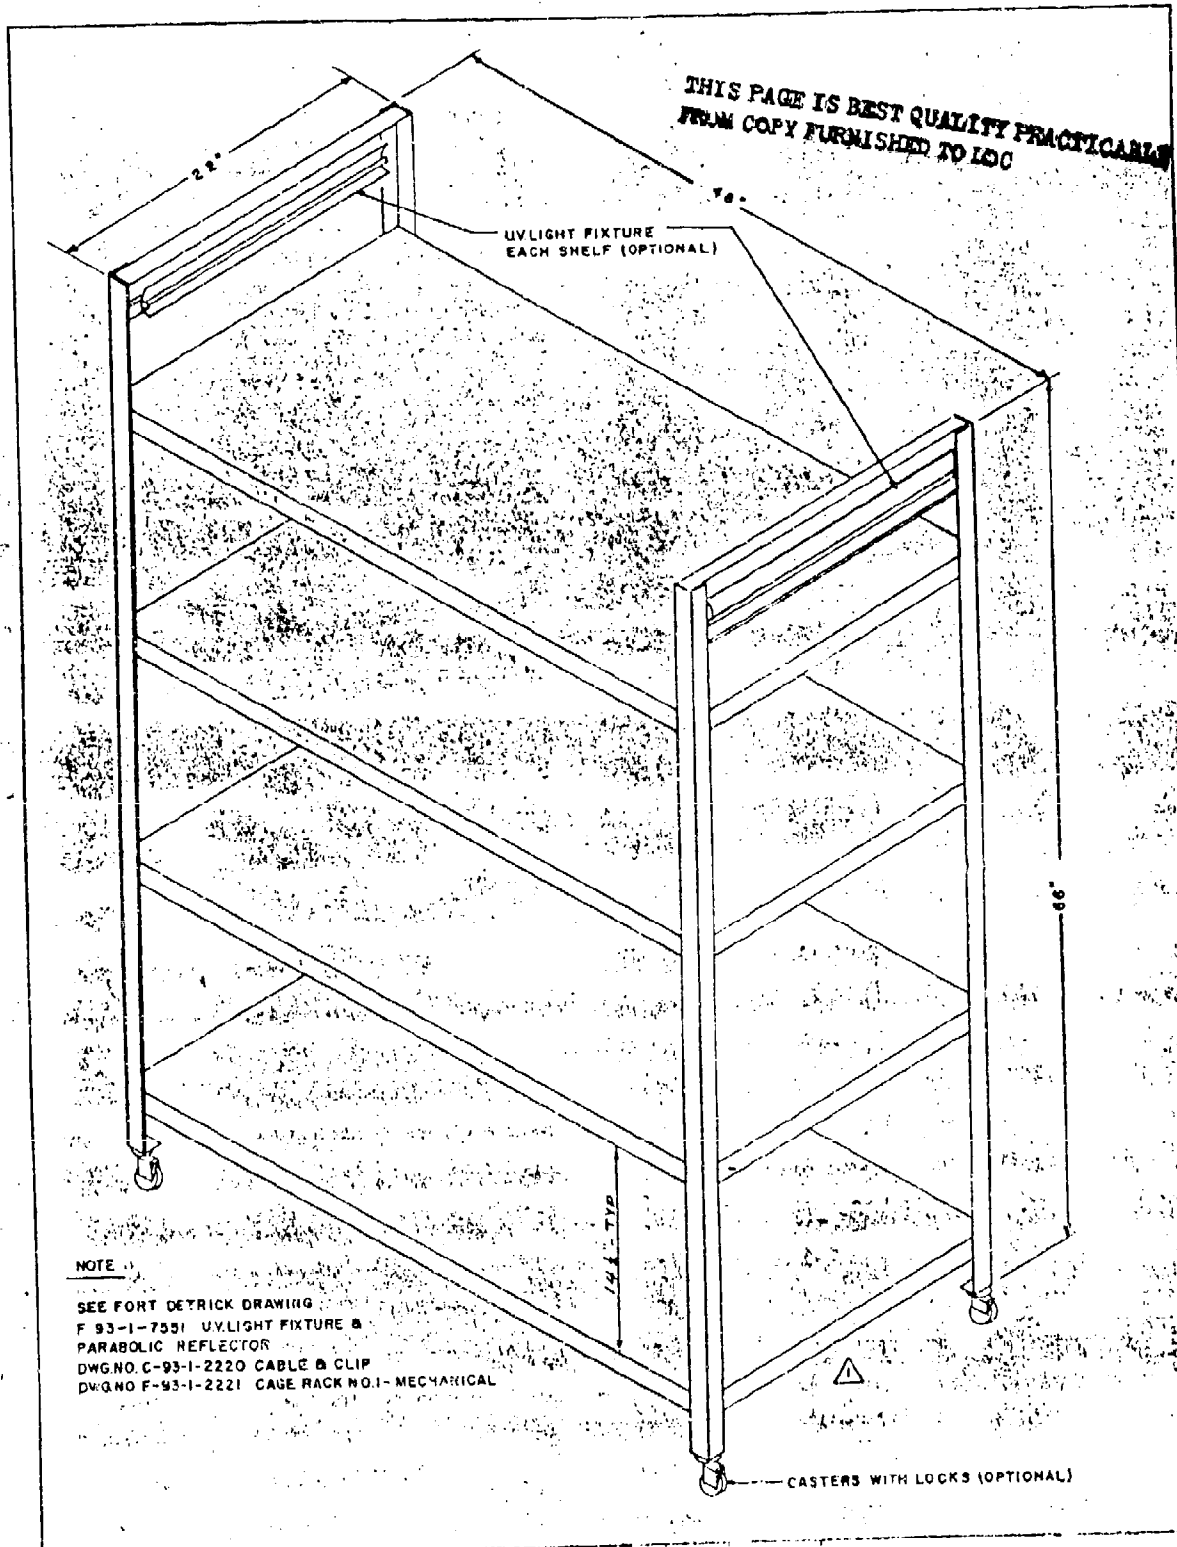 THIS PAGE IS BEST QUALITY PRACTICABLE
FROM COPY FURNISHED TO LOC
22"
UV.LIGHT FIXTURE
EACH SHELF (OPTIONAL)
66"
14½" - TYP
NOTE
SEE FORT DETRICK DRAWING
F 93-1-7551 U.V.LIGHT FIXTURE &
PARABOLIC REFLECTOR
DWG.NO. C-93-1-2220 CABLE & CLIP
DWG.NO F-93-1-2221 CAGE RACK NO.1- MECHANICAL
1
CASTERS WITH LOCKS (OPTIONAL)